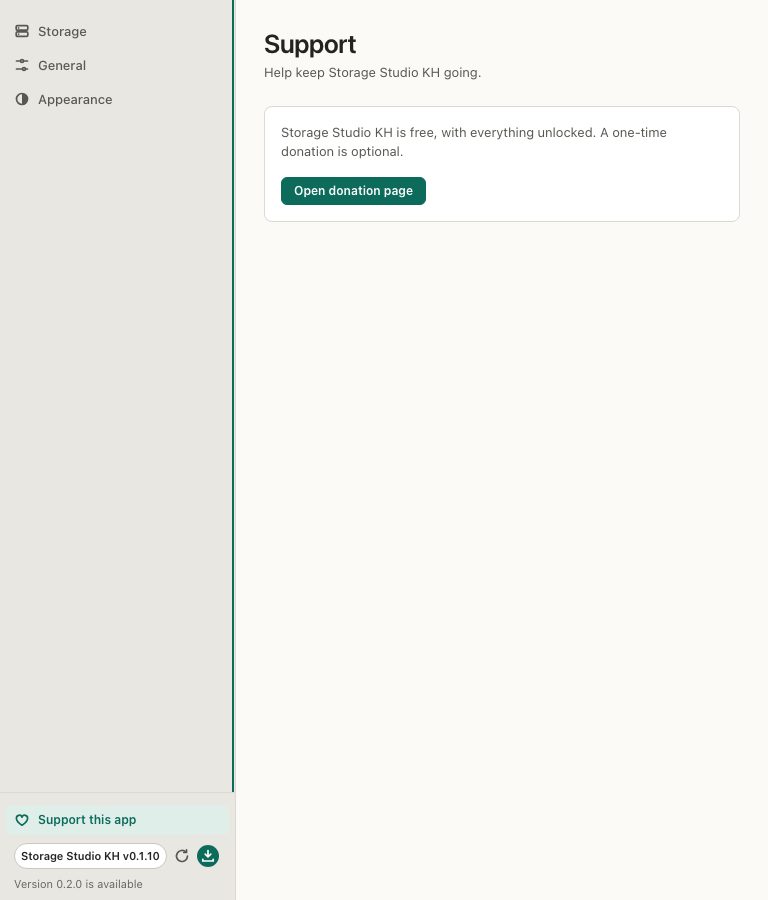 Storage
General
Appearance
Support this app
Storage Studio KH v0.1.10
Version 0.2.0 is available
Support
Help keep Storage Studio KH going.
Storage Studio KH is free, with everything unlocked. A one-time
donation is optional.
Open donation page